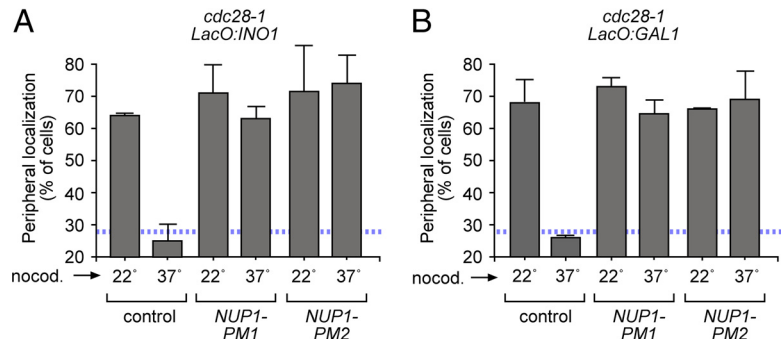 A
cdc28-1
LacO:INO1
Peripheral localization
(% of cells)
80
70
60
50
40
30
20
nocod. 22° 37° 22° 37° 22° 37°
control
NUP1-
PM1
NUP1-
PM2
B
cdc28-1
LacO:GAL1
Peripheral localization
(% of cells)
80
70
60
50
40
30
20
nocod. 22° 37° 22° 37° 22° 37°
control
NUP1-
PM1
NUP1-
PM2